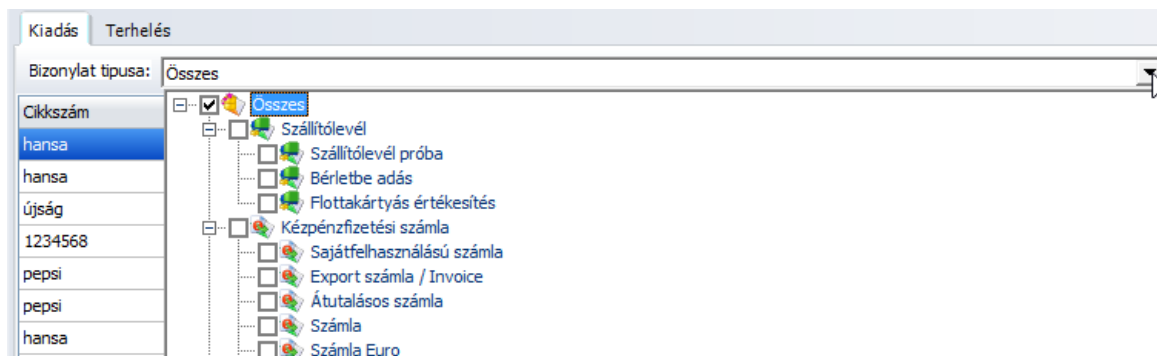 Kiadás Terhelés
Bizonylat tipusa: Összes
Cikkszám
hansa
hansa
újság
1234568
pepsi
pepsi
hansa
Összes
Szállítólevél
Szállítólevél próba
Bérletbe adás
Flottakártyás értékesítés
Kézpénzfizetési számla
Sajátfelhasználású számla
Export számla / Invoice
Átutalásos számla
Számla
Számla Euro